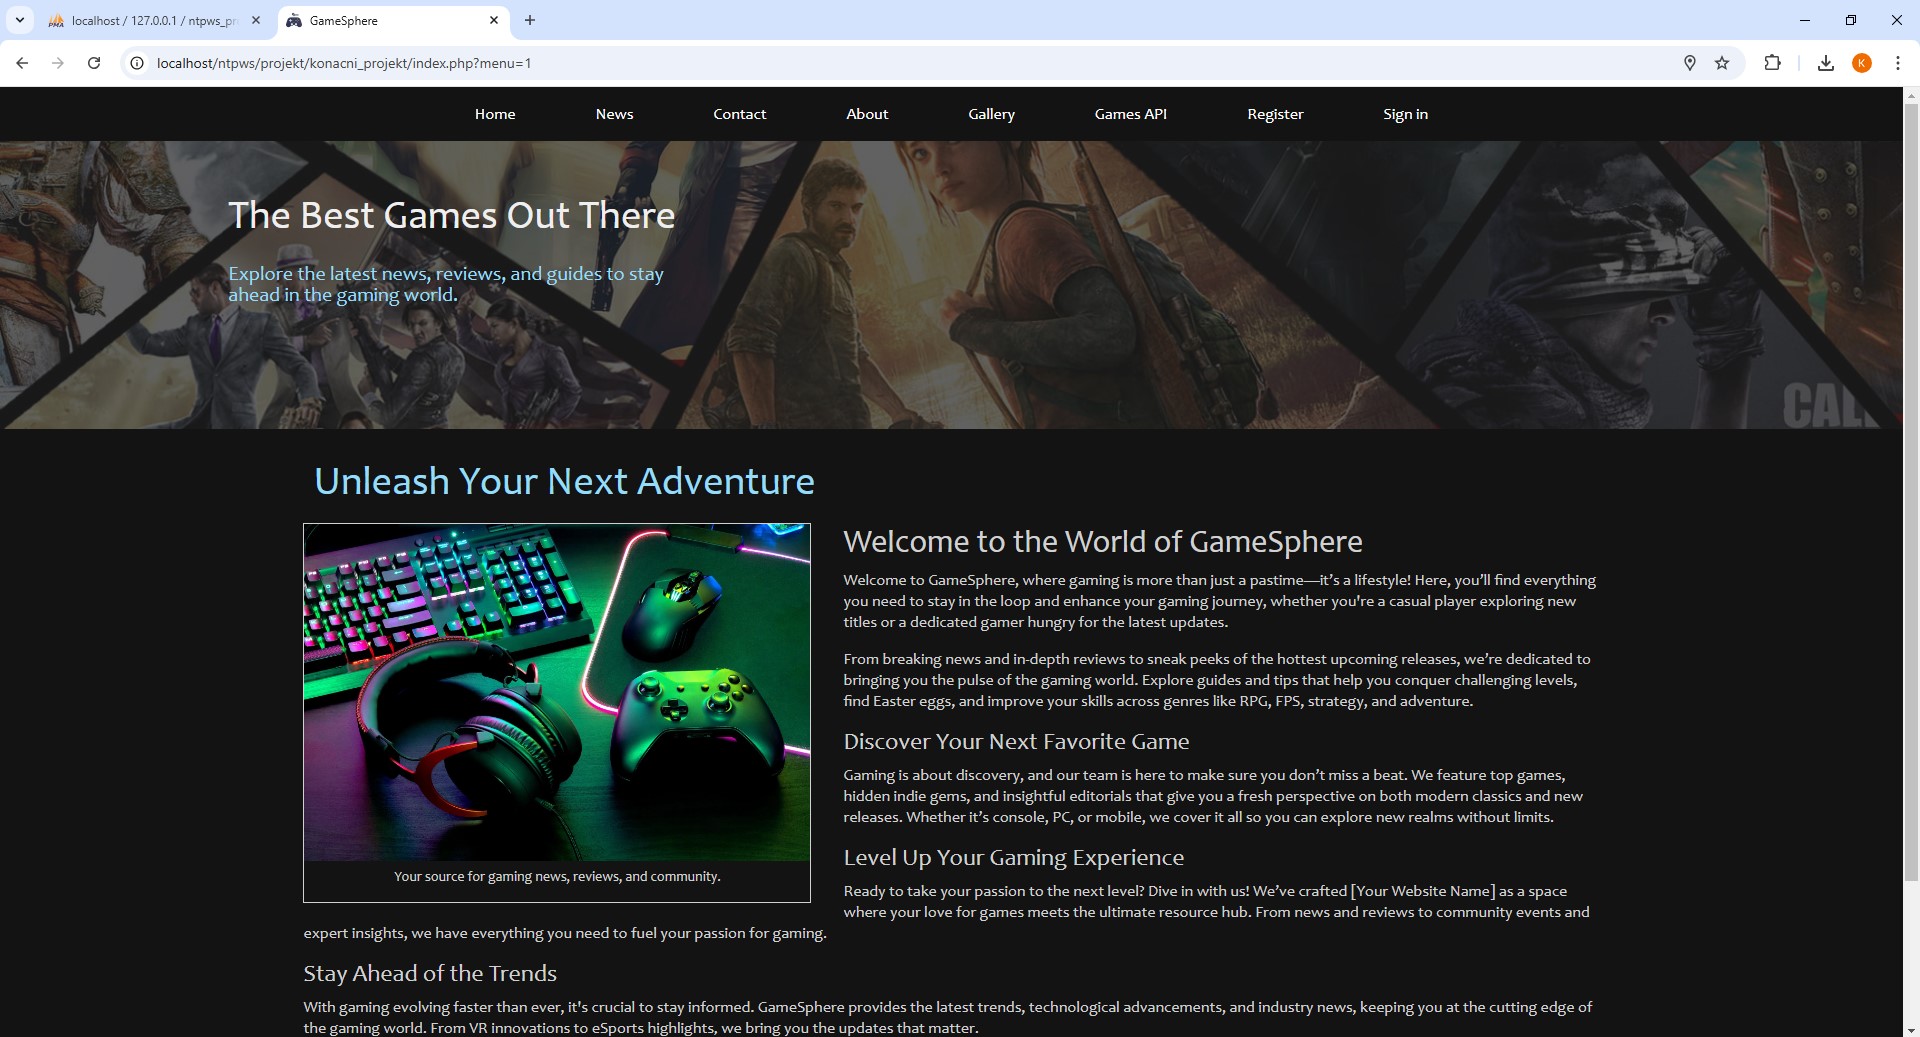 localhost / 127.0.0.1 / ntpws_pr
GameSphere
localhost/ntpws/projekt/konacni_projekt/index.php?menu=1
K
Home News Contact About Gallery Games API Register Sign in
The Best Games Out There
Explore the latest news, reviews, and guides to stay
ahead in the gaming world.
CALL
Unleash Your Next Adventure
Your source for gaming news, reviews, and community.
Welcome to the World of GameSphere
Welcome to GameSphere, where gaming is more than just a pastime—it’s a lifestyle! Here, you’ll find everything
you need to stay in the loop and enhance your gaming journey, whether you're a casual player exploring new
titles or a dedicated gamer hungry for the latest updates.
From breaking news and in-depth reviews to sneak peeks of the hottest upcoming releases, we’re dedicated to
bringing you the pulse of the gaming world. Explore guides and tips that help you conquer challenging levels,
find Easter eggs, and improve your skills across genres like RPG, FPS, strategy, and adventure.
Discover Your Next Favorite Game
Gaming is about discovery, and our team is here to make sure you don’t miss a beat. We feature top games,
hidden indie gems, and insightful editorials that give you a fresh perspective on both modern classics and new
releases. Whether it’s console, PC, or mobile, we cover it all so you can explore new realms without limits.
Level Up Your Gaming Experience
Ready to take your passion to the next level? Dive in with us! We’ve crafted [Your Website Name] as a space
where your love for games meets the ultimate resource hub. From news and reviews to community events and
expert insights, we have everything you need to fuel your passion for gaming.
Stay Ahead of the Trends
With gaming evolving faster than ever, it's crucial to stay informed. GameSphere provides the latest trends, technological advancements, and industry news, keeping you at the cutting edge of
the gaming world. From VR innovations to eSports highlights, we bring you the updates that matter.